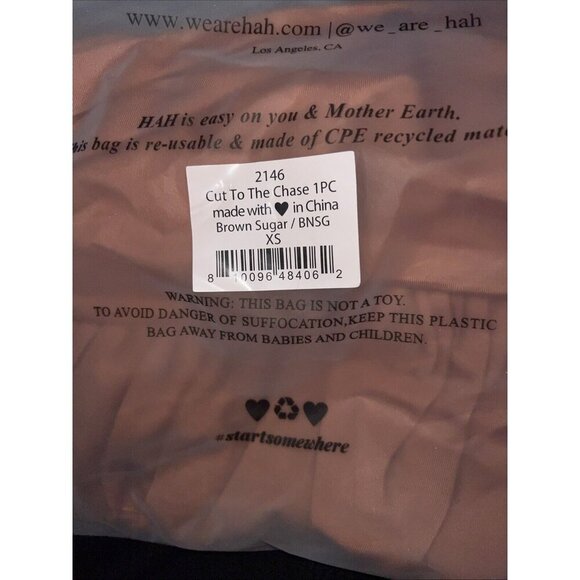 www.wearehah.com | @we_are_hah
Los Angeles, CA
HAH is easy on you & Mother Earth.
bag is re-usable & made of CPE recycled
2146
Cut To The Chase 1PC
made with ♥ in China
Brown Sugar / BNSG
XS
8 10096 48406 2
WARNING: THIS BAG IS NOT A TOY.
TO AVOID DANGER OF SUFFOCATION,KEEP THIS PLASTIC
BAG AWAY FROM BABIES AND CHILDREN.
#startsomewhere